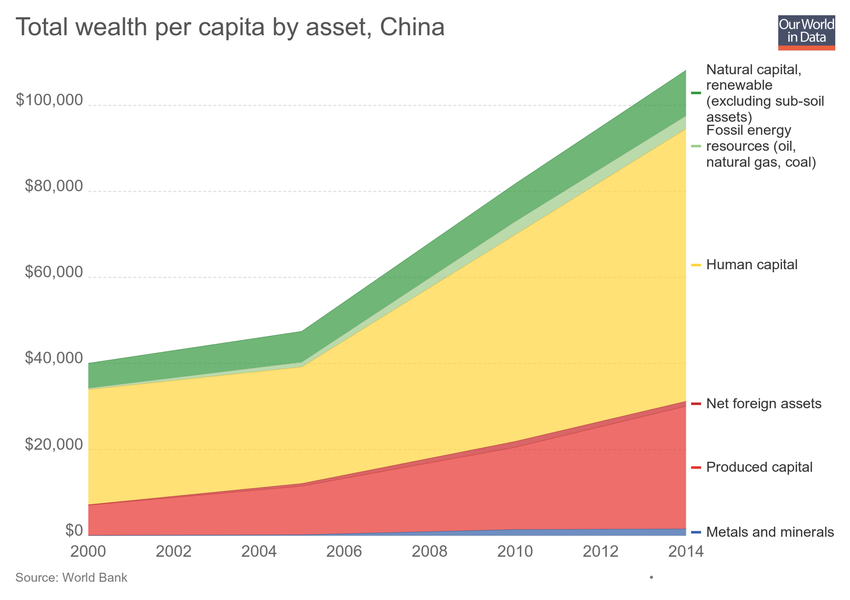 Total wealth per capita by asset, China
Our World
in Data
$100,000
$80,000
$60,000
$40,000
$20,000
$0
2000
2002
2004
2006
2008
2010
2012
2014
Natural capital,
renewable
(excluding sub-soil
assets)
Fossil energy
resources (oil,
natural gas, coal)
Human capital
Net foreign assets
Produced capital
Metals and minerals
Source: World Bank